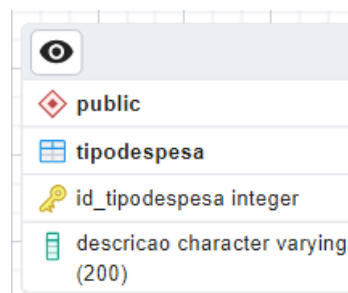 public
tipodespesa
id_tipodespesa integer
descricao character varying
(200)